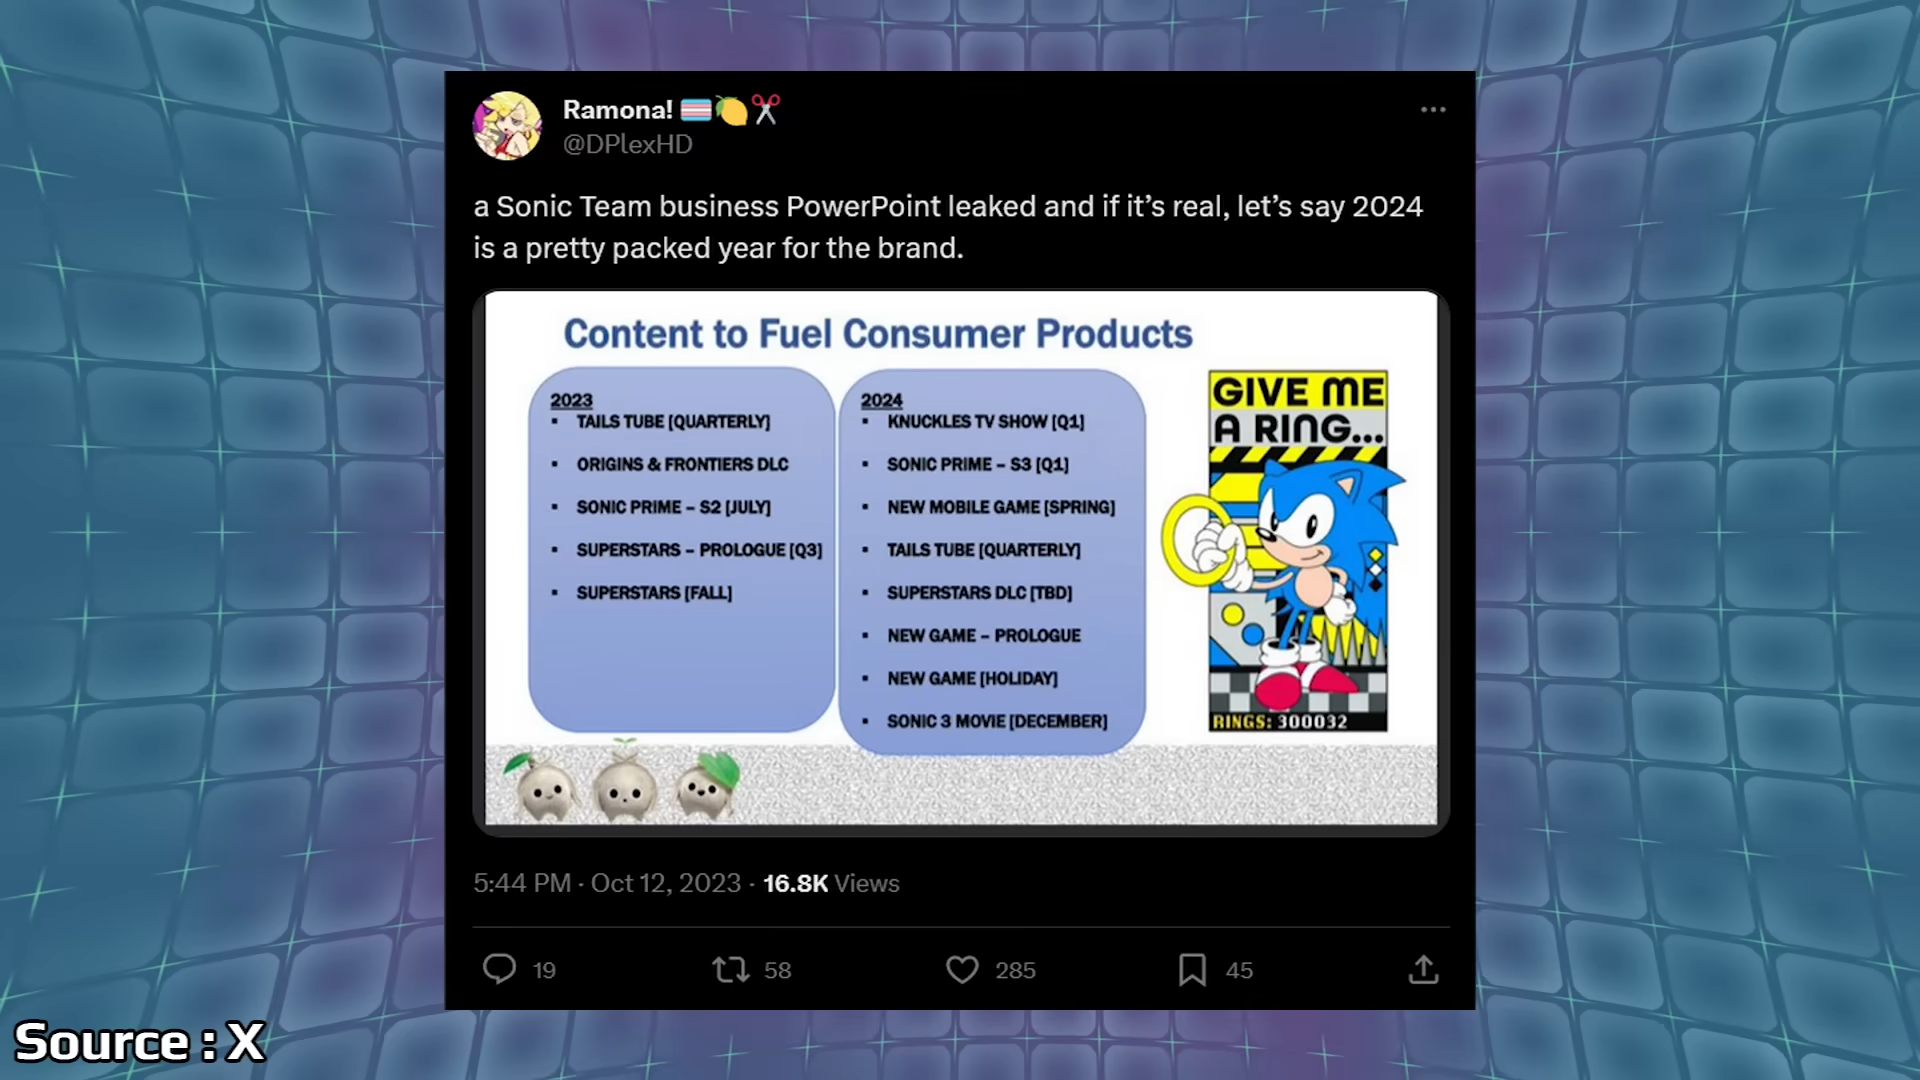 Ramona!
@DPlexHD
a Sonic Team business PowerPoint leaked and if it’s real, let’s say 2024
is a pretty packed year for the brand.
Content to Fuel Consumer Products
2023
▪ TAILS TUBE [QUARTERLY]
▪ ORIGINS & FRONTIERS DLC
▪ SONIC PRIME – S2 [JULY]
▪ SUPERSTARS – PROLOGUE [Q3]
▪ SUPERSTARS [FALL]
2024
▪ KNUCKLES TV SHOW [Q1]
▪ SONIC PRIME – S3 [Q1]
▪ NEW MOBILE GAME [SPRING]
▪ TAILS TUBE [QUARTERLY]
▪ SUPERSTARS DLC [TBD]
▪ NEW GAME – PROLOGUE
▪ NEW GAME [HOLIDAY]
▪ SONIC 3 MOVIE [DECEMBER]
GIVE ME
A RING...
RINGS: 300032
5:44 PM · Oct 12, 2023 · 16.8K Views
19 58 285 45
Source : X